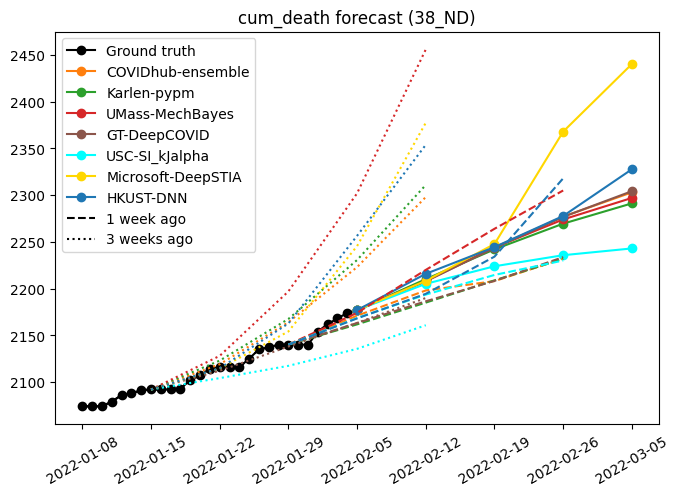 cum_death forecast (38_ND)
2450
2400
2350
2300
2250
2200
2150
2100
Ground truth
COVIDhub-ensemble
Karlen-pypm
UMass-MechBayes
GT-DeepCOVID
USC-SI_kJalpha
Microsoft-DeepSTIA
HKUST-DNN
1 week ago
3 weeks ago
2022-01-08
2022-01-15
2022-01-22
2022-01-29
2022-02-05
2022-02-12
2022-02-19
2022-02-26
2022-03-05